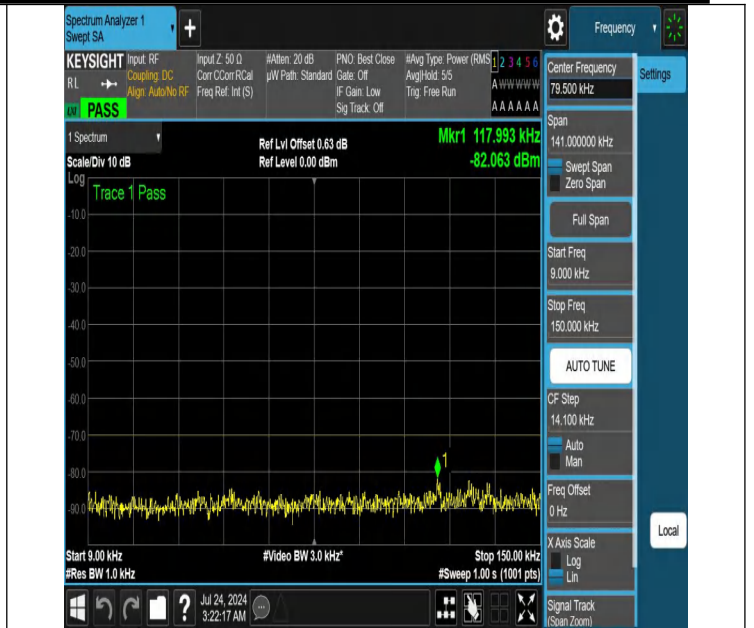 Spectrum Analyzer 1
Swept SA
+
Frequency
KEYSIGHT
RL
PASS
Input: RF
Coupling: DC
Align: Auto/No RF
Input Z: 50 Ω
Corr CCorr RCal
Freq Ref: Int (S)
#Atten: 20 dB
µW Path: Standard
PNO: Best Close
Gate: Off
IF Gain: Low
Sig Track: Off
#Avg Type: Power (RMS
Avg|Hold: 5/5
Trig: Free Run
1 2 3 4 5 6
A W W W W W
A A A A A A
Center Frequency
79.500 kHz
Settings
Span
141.000000 kHz
Swept Span
Zero Span
Full Span
Start Freq
9.000 kHz
Stop Freq
150.000 kHz
AUTO TUNE
CF Step
14.100 kHz
Auto
Man
Freq Offset
0 Hz
X Axis Scale
Log
Lin
Signal Track
(Span Zoom)
Local
1 Spectrum
Scale/Div 10 dB
Log
Ref Lvl Offset 0.63 dB
Ref Level 0.00 dBm
Mkr1 117.993 kHz
-82.063 dBm
Trace 1 Pass
-10.0
-20.0
-30.0
-40.0
-50.0
-60.0
-70.0
-80.0
-90.0
1
Start 9.00 kHz
#Res BW 1.0 kHz
#Video BW 3.0 kHz*
Stop 150.00 kHz
#Sweep 1.00 s (1001 pts)
?
Jul 24, 2024
3:22:17 AM